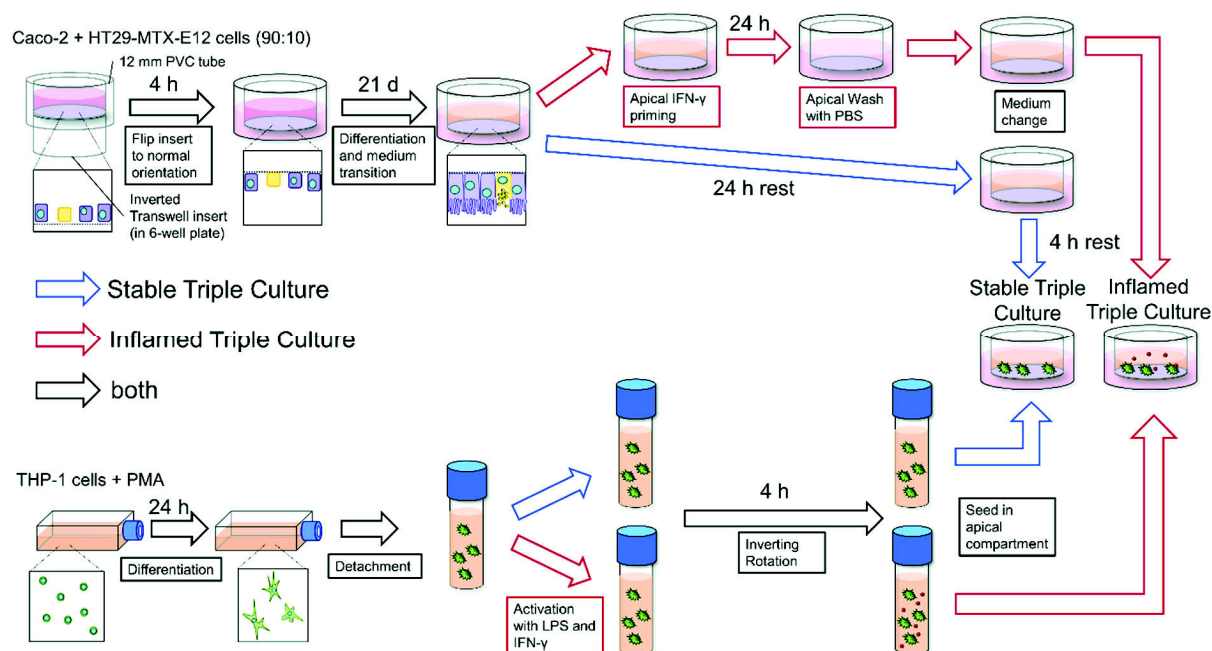 Caco-2 + HT29-MTX-E12 cells (90:10)
12 mm PVC tube
4 h
Flip insert
to normal
orientation
21 d
Differentiation
and medium
transition
Inverted
Transwell insert
(in 6-well plate)
Apical IFN-γ
priming
24 h
Apical Wash
with PBS
Medium
change
24 h rest
4 h rest
Stable Triple
Culture
Inflamed
Triple Culture
Stable Triple Culture
Inflamed Triple Culture
both
THP-1 cells + PMA
24 h
Differentiation
Detachment
Activation
with LPS and
IFN-γ
4 h
Inverting
Rotation
Seed in
apical
compartment